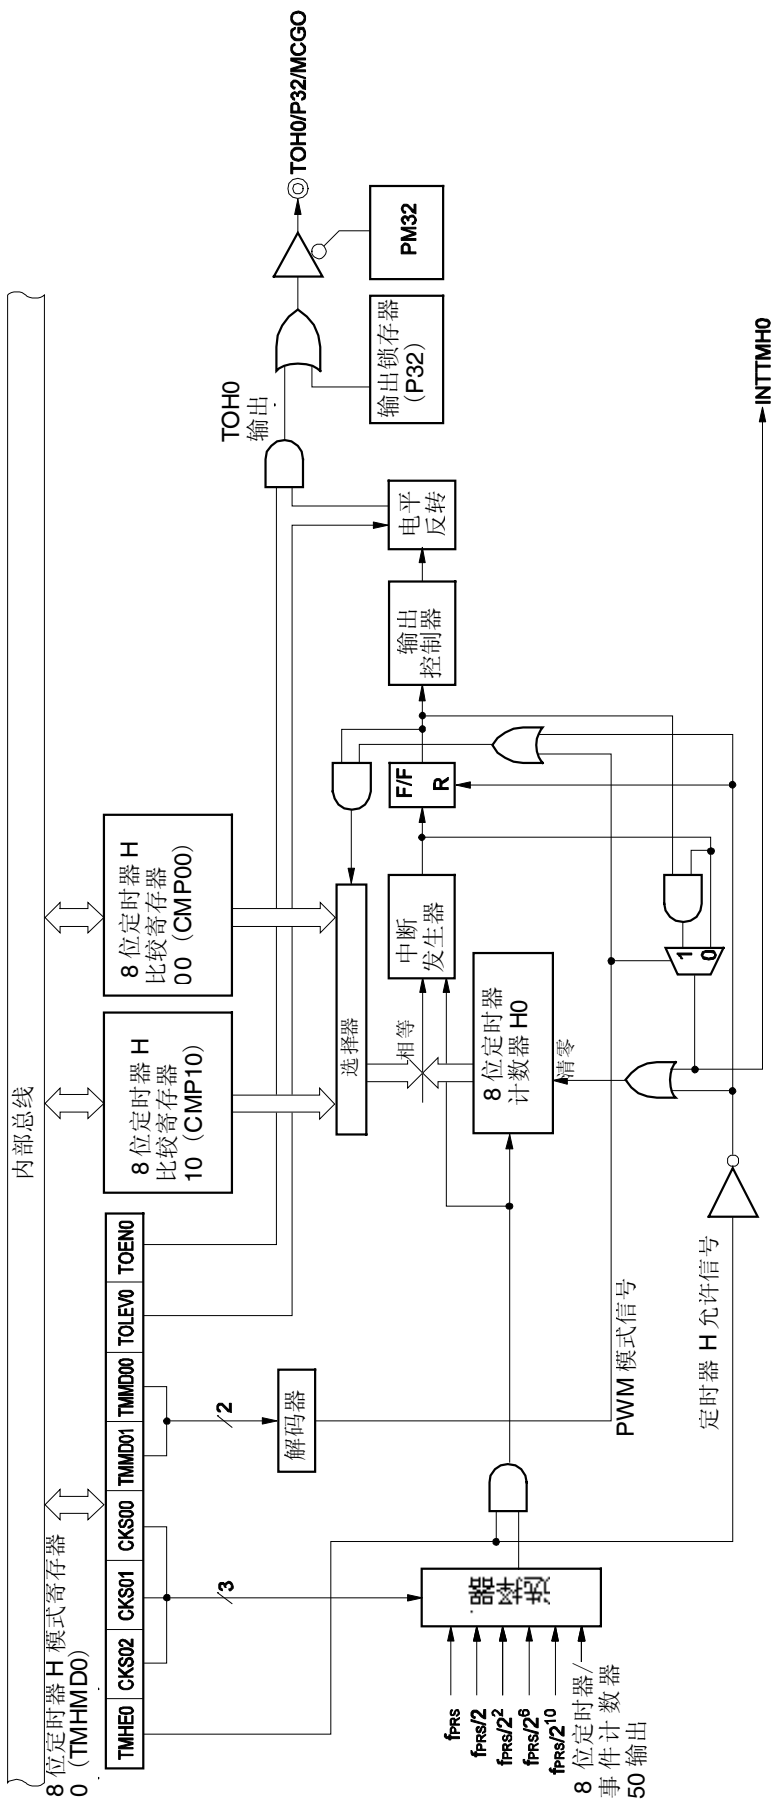 内部总线
8 位定时器 H 模式寄存器
0（TMHMD0）
TMHE0
CKS02
CKS01
CKS00
TMMD01
TMMD00
TOLEV0
TOEN0
8 位定时器 H
比较寄存器
10（CMP10）
8 位定时器 H
比较寄存器
00（CMP00）
3
2
解码器
选择器
相等
TOH0
输出
TOH0/P32/MCGO
输出锁存器
（P32）
PM32
fPRS
fPRS/2
fPRS/2²
fPRS/2⁶
fPRS/2¹⁰
8 位定时器/
事件计数器
50 输出
选择器
8 位定时器
计数器 H0
清零
中断
发生器
F/F
R
输出
控制器
电平
反转
1
0
PWM 模式信号
定时器 H 允许信号
INTTMH0